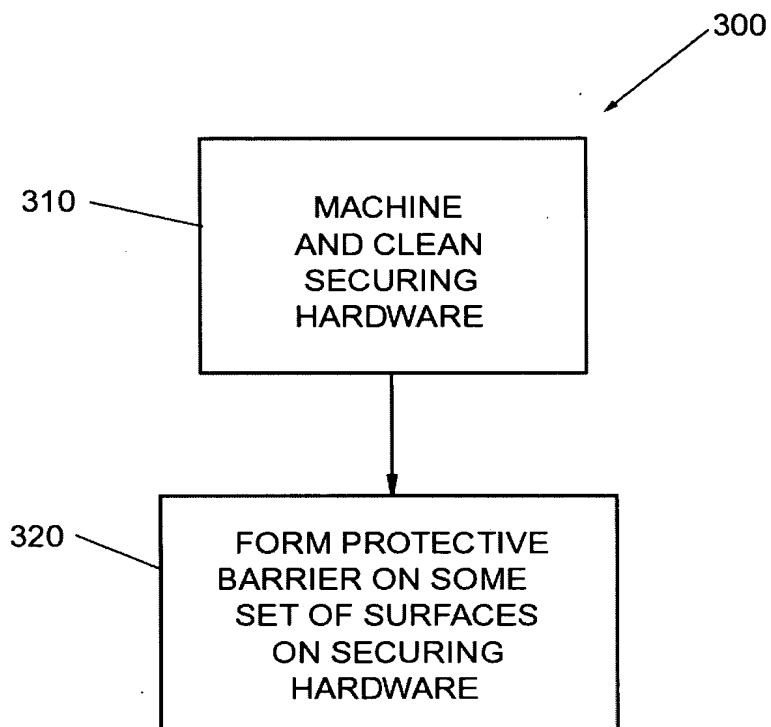 300
310
MACHINE
AND CLEAN
SECURING
HARDWARE
320
FORM PROTECTIVE
BARRIER ON SOME
SET OF SURFACES
ON SECURING
HARDWARE